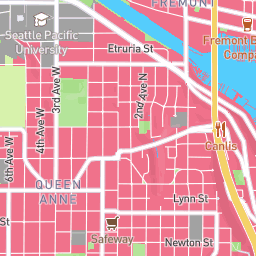 FREMONT
Seattle Pacific
University
Etruria St
Fremont B
Compa
3rd Ave W
2nd Ave N
4th Ave W
6th Ave W
Canlis
QUEEN
ANNE
Lynn St
Safeway
Newton St